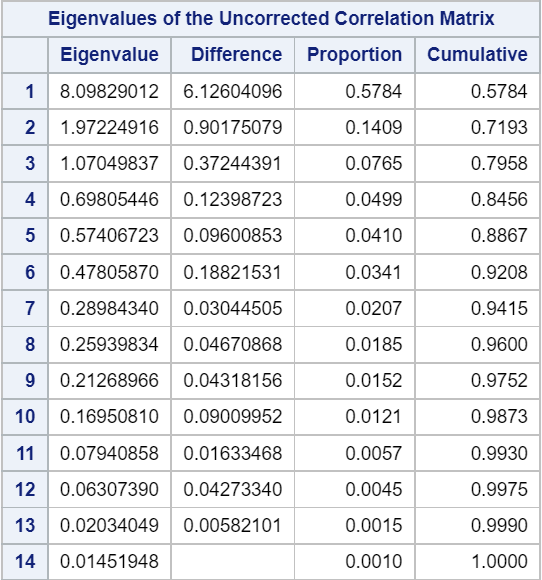 Eigenvalues of the Uncorrected Correlation Matrix
Eigenvalue Difference Proportion Cumulative
1 8.09829012 6.12604096 0.5784 0.5784
2 1.97224916 0.90175079 0.1409 0.7193
3 1.07049837 0.37244391 0.0765 0.7958
4 0.69805446 0.12398723 0.0499 0.8456
5 0.57406723 0.09600853 0.0410 0.8867
6 0.47805870 0.18821531 0.0341 0.9208
7 0.28984340 0.03044505 0.0207 0.9415
8 0.25939834 0.04670868 0.0185 0.9600
9 0.21268966 0.04318156 0.0152 0.9752
10 0.16950810 0.09009952 0.0121 0.9873
11 0.07940858 0.01633468 0.0057 0.9930
12 0.06307390 0.04273340 0.0045 0.9975
13 0.02034049 0.00582101 0.0015 0.9990
14 0.01451948 0.0010 1.0000